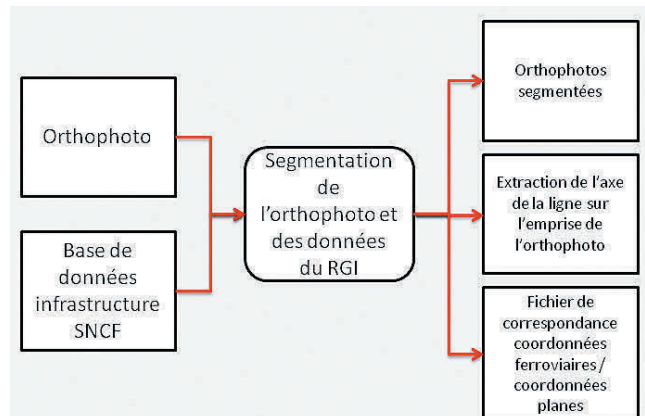 Orthophoto
Base de
données
infrastructure
SNCF
Segmentation
de
l'orthophoto et
des données
du RGI
Orthophotos
segmentées
Extraction de l'axe
de la ligne sur
l'emprise de
l'orthophoto
Fichier de
correspondance
coordonnées
ferroviaires /
coordonnées
planes